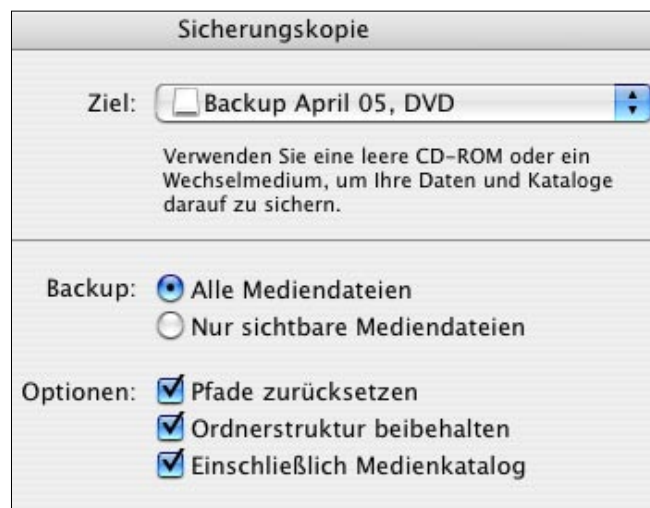 Sicherungskopie
Ziel: Backup April 05, DVD
Verwenden Sie eine leere CD-ROM oder ein
Wechselmedium, um Ihre Daten und Kataloge
darauf zu sichern.
Backup: Alle Mediendateien
Nur sichtbare Mediendateien
Optionen: Pfade zurücksetzen
Ordnerstruktur beibehalten
Einschließlich Medienkatalog